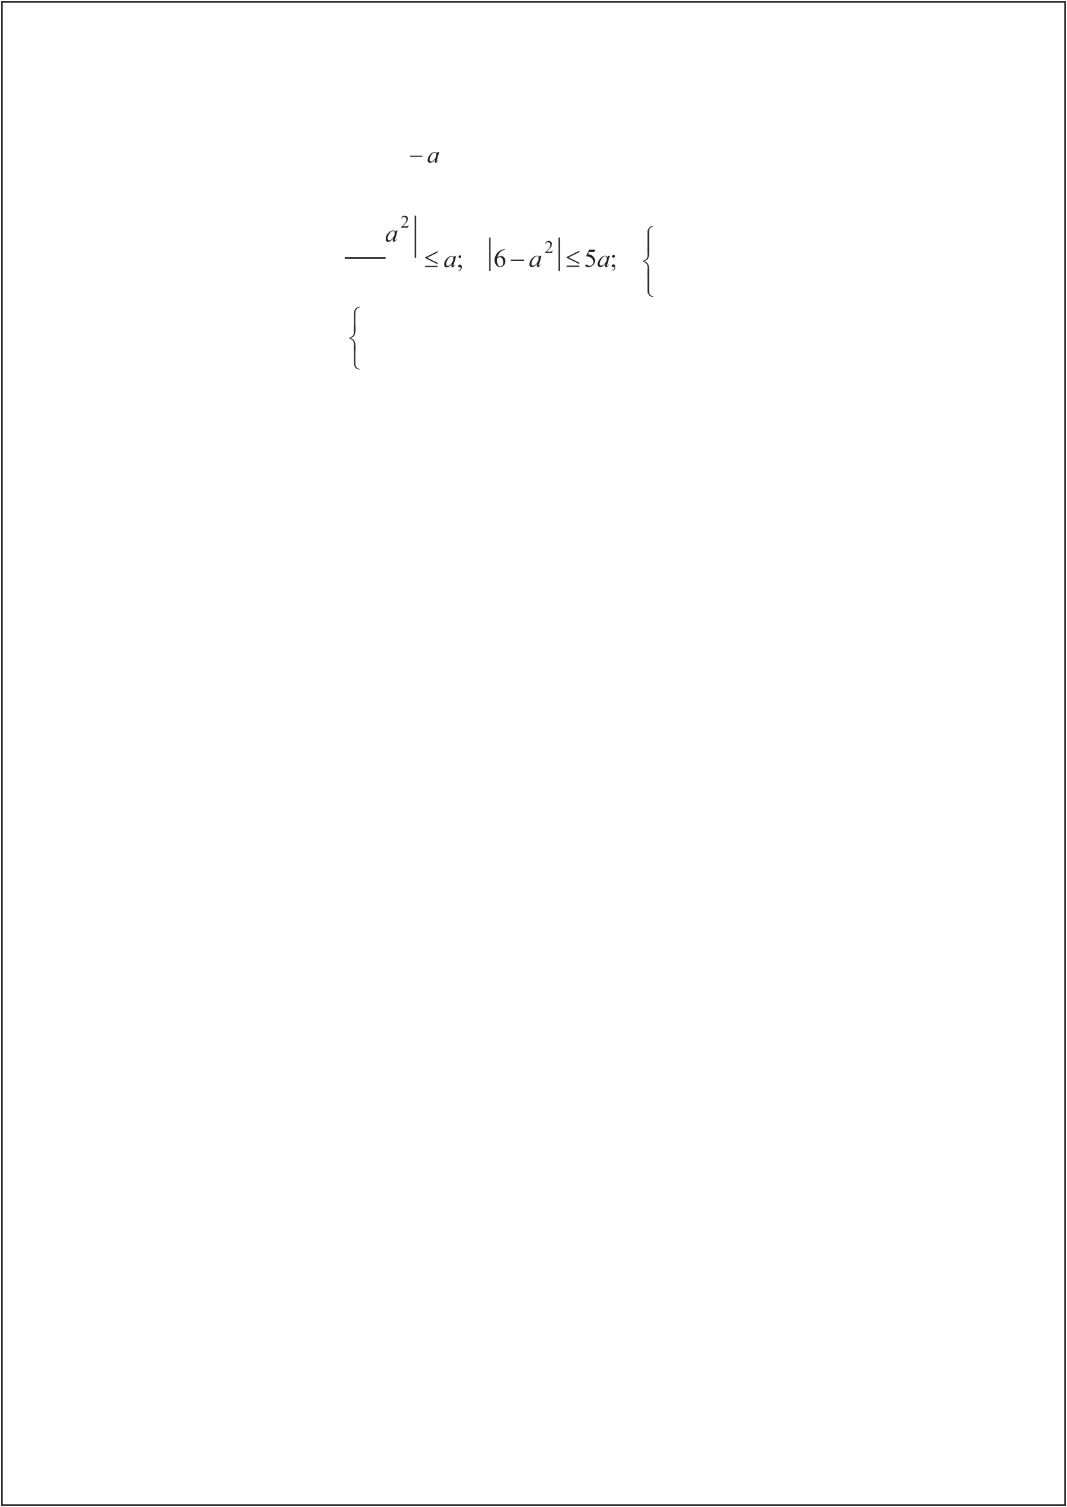 − a
a²| ≤ a; |6 − a²| ≤ 5a; {
{